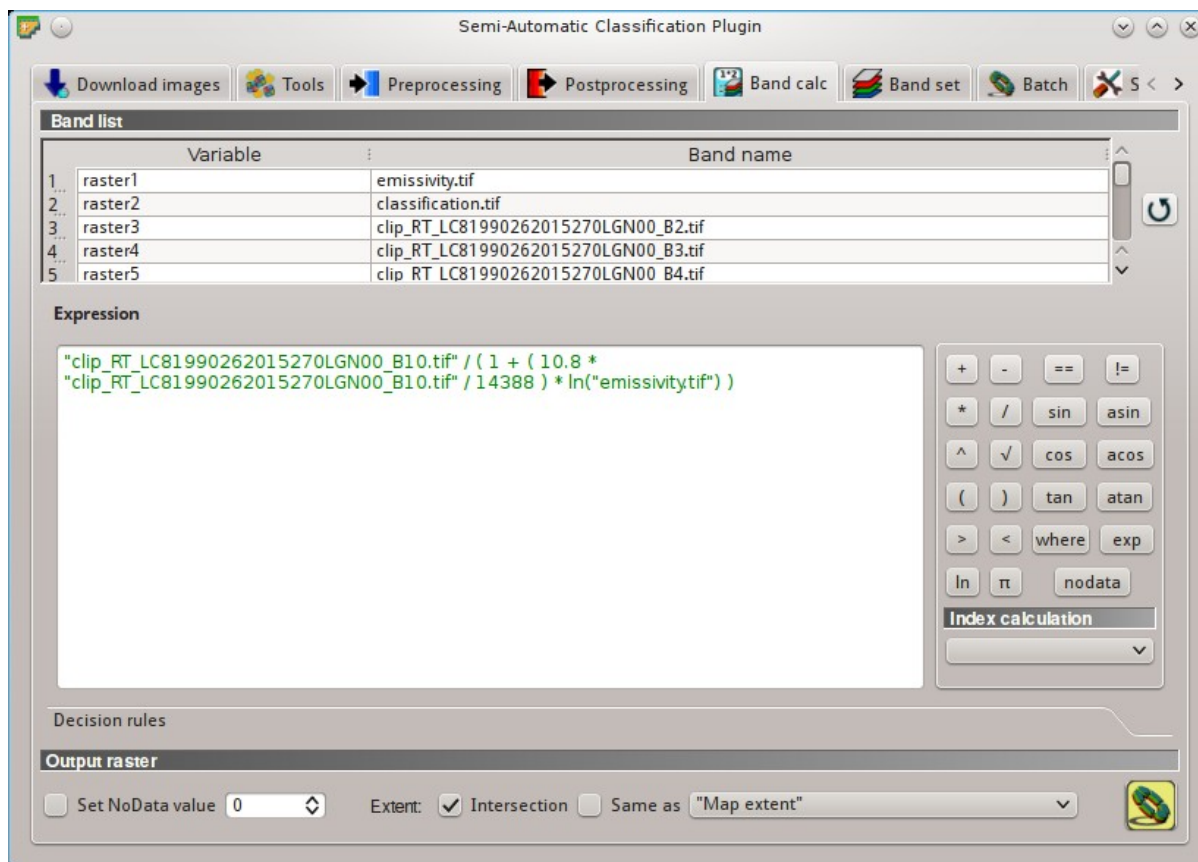 Semi-Automatic Classification Plugin
Download images Tools Preprocessing Postprocessing Band calc Band set Batch S
Band list
Variable Band name
1 raster1 emissivity.tif
2 raster2 classification.tif
3 raster3 clip_RT_LC81990262015270LGN00_B2.tif
4 raster4 clip_RT_LC81990262015270LGN00_B3.tif
5 raster5 clip_RT_LC81990262015270LGN00_B4.tif
Expression
"clip_RT_LC81990262015270LGN00_B10.tif" / ( 1 + ( 10.8 *
"clip_RT_LC81990262015270LGN00_B10.tif" / 14388 ) * ln("emissivity.tif") )
+ - == !=
* / sin asin
^ √ cos acos
( ) tan atan
> < where exp
ln π nodata
Index calculation
Decision rules
Output raster
Set NoData value 0 Extent: Intersection Same as "Map extent"